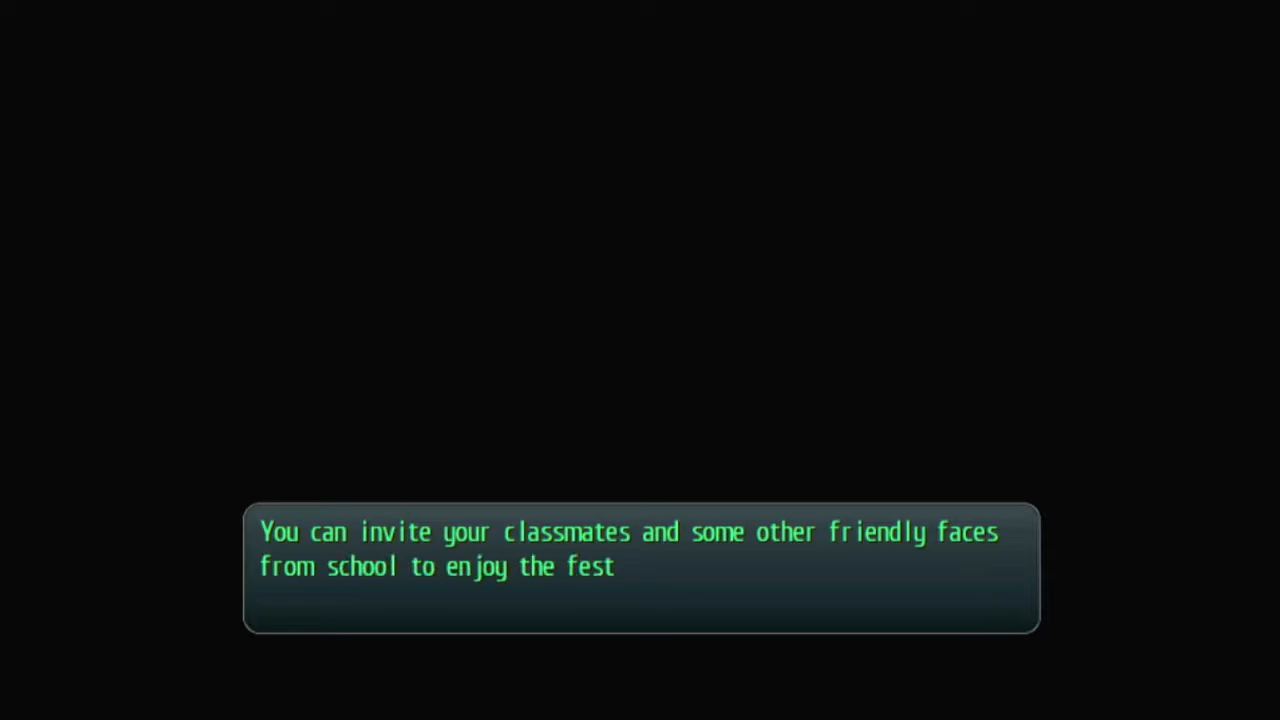 You can invite your classmates and some other friendly faces
from school to enjoy the fest